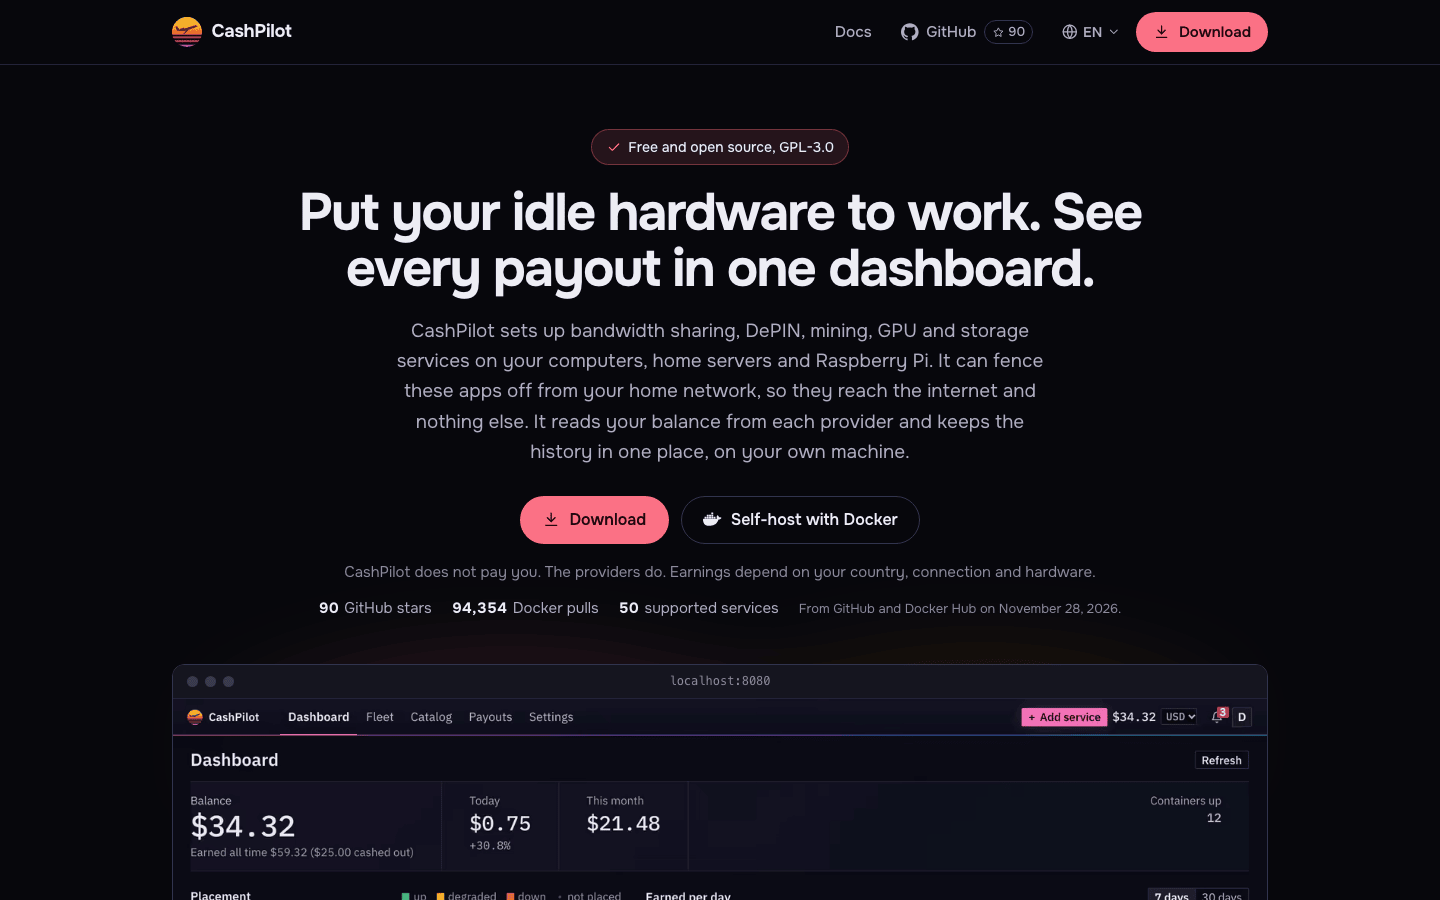 CashPilot
Docs
GitHub
90
EN
Download
Free and open source, GPL-3.0
Put your idle hardware to work. See
every payout in one dashboard.
CashPilot sets up bandwidth sharing, DePIN, mining, GPU and storage
services on your computers, home servers and Raspberry Pi. It can fence
these apps off from your home network, so they reach the internet and
nothing else. It reads your balance from each provider and keeps the
history in one place, on your own machine.
Download
Self-host with Docker
CashPilot does not pay you. The providers do. Earnings depend on your country, connection and hardware.
90 GitHub stars 94,354 Docker pulls 50 supported services From GitHub and Docker Hub on November 28, 2026.
localhost:8080
CashPilot Dashboard Fleet Catalog Payouts Settings + Add service $34.32 USD 3 D
Dashboard
Refresh
Balance
$34.32
Earned all time $59.32 ($25.00 cashed out)
Today
$0.75
+30.8%
This month
$21.48
Containers up
12
Placement
up degraded down not placed
Earned per day
7 days 30 days